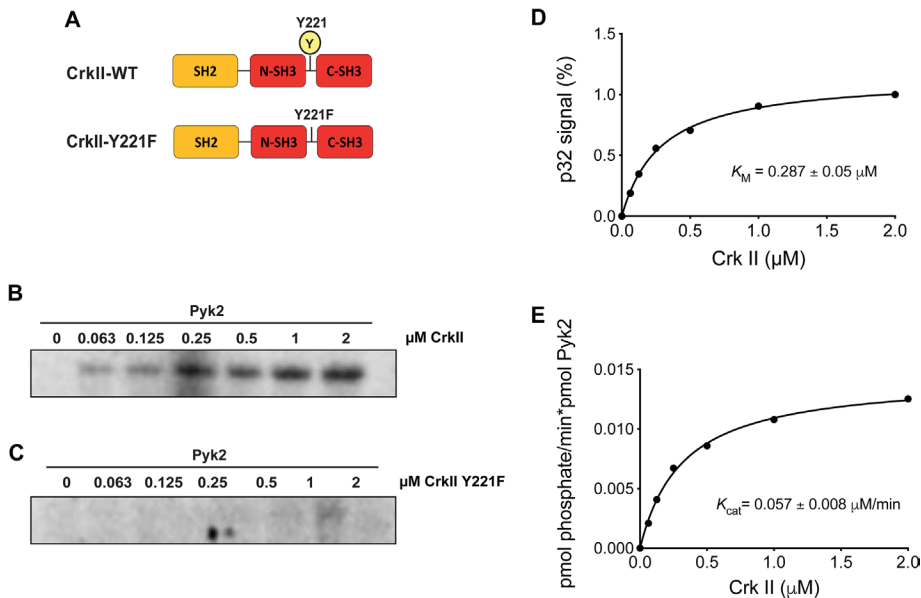 A
Y221
Y
CrkII-WT
SH2
N-SH3
C-SH3
Y221F
CrkII-Y221F
SH2
N-SH3
C-SH3
B
Pyk2
0 0.063 0.125 0.25 0.5 1 2 µM CrkII
C
Pyk2
0 0.063 0.125 0.25 0.5 1 2 µM CrkII Y221F
D
p32 signal (%)
1.5
1.0
0.5
0.0
KM = 0.287 ± 0.05 µM
0.0 0.5 1.0 1.5 2.0
Crk II (µM)
E
pmol phosphate/min*pmol Pyk2
0.015
0.010
0.005
0.000
Kcat= 0.057 ± 0.008 µM/min
0.0 0.5 1.0 1.5 2.0
Crk II (µM)